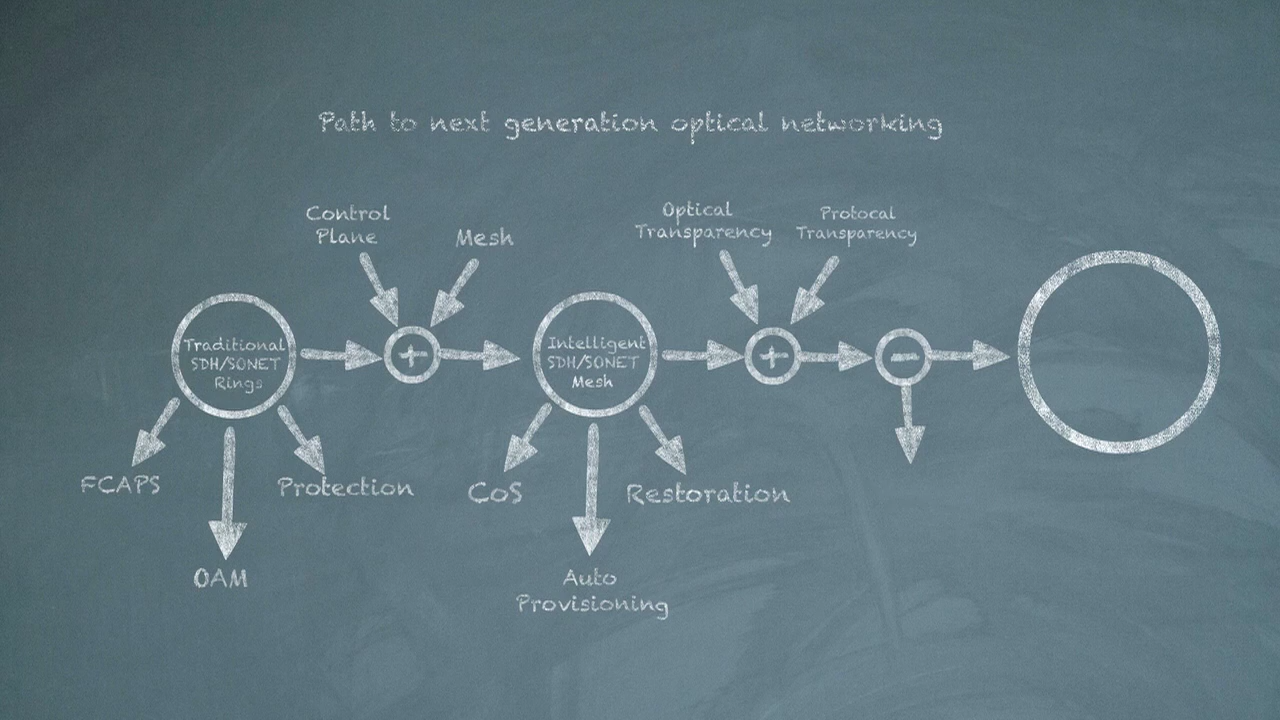 Path to next generation optical networking
Control
Plane
Mesh
Optical
Transparency
Protocal
Transparency
Traditional
SDH/SONET
Rings
+
Intelligent
SDH/SONET
Mesh
+
−
FCAPS
Protection
OAM
CoS
Restoration
Auto
Provisioning